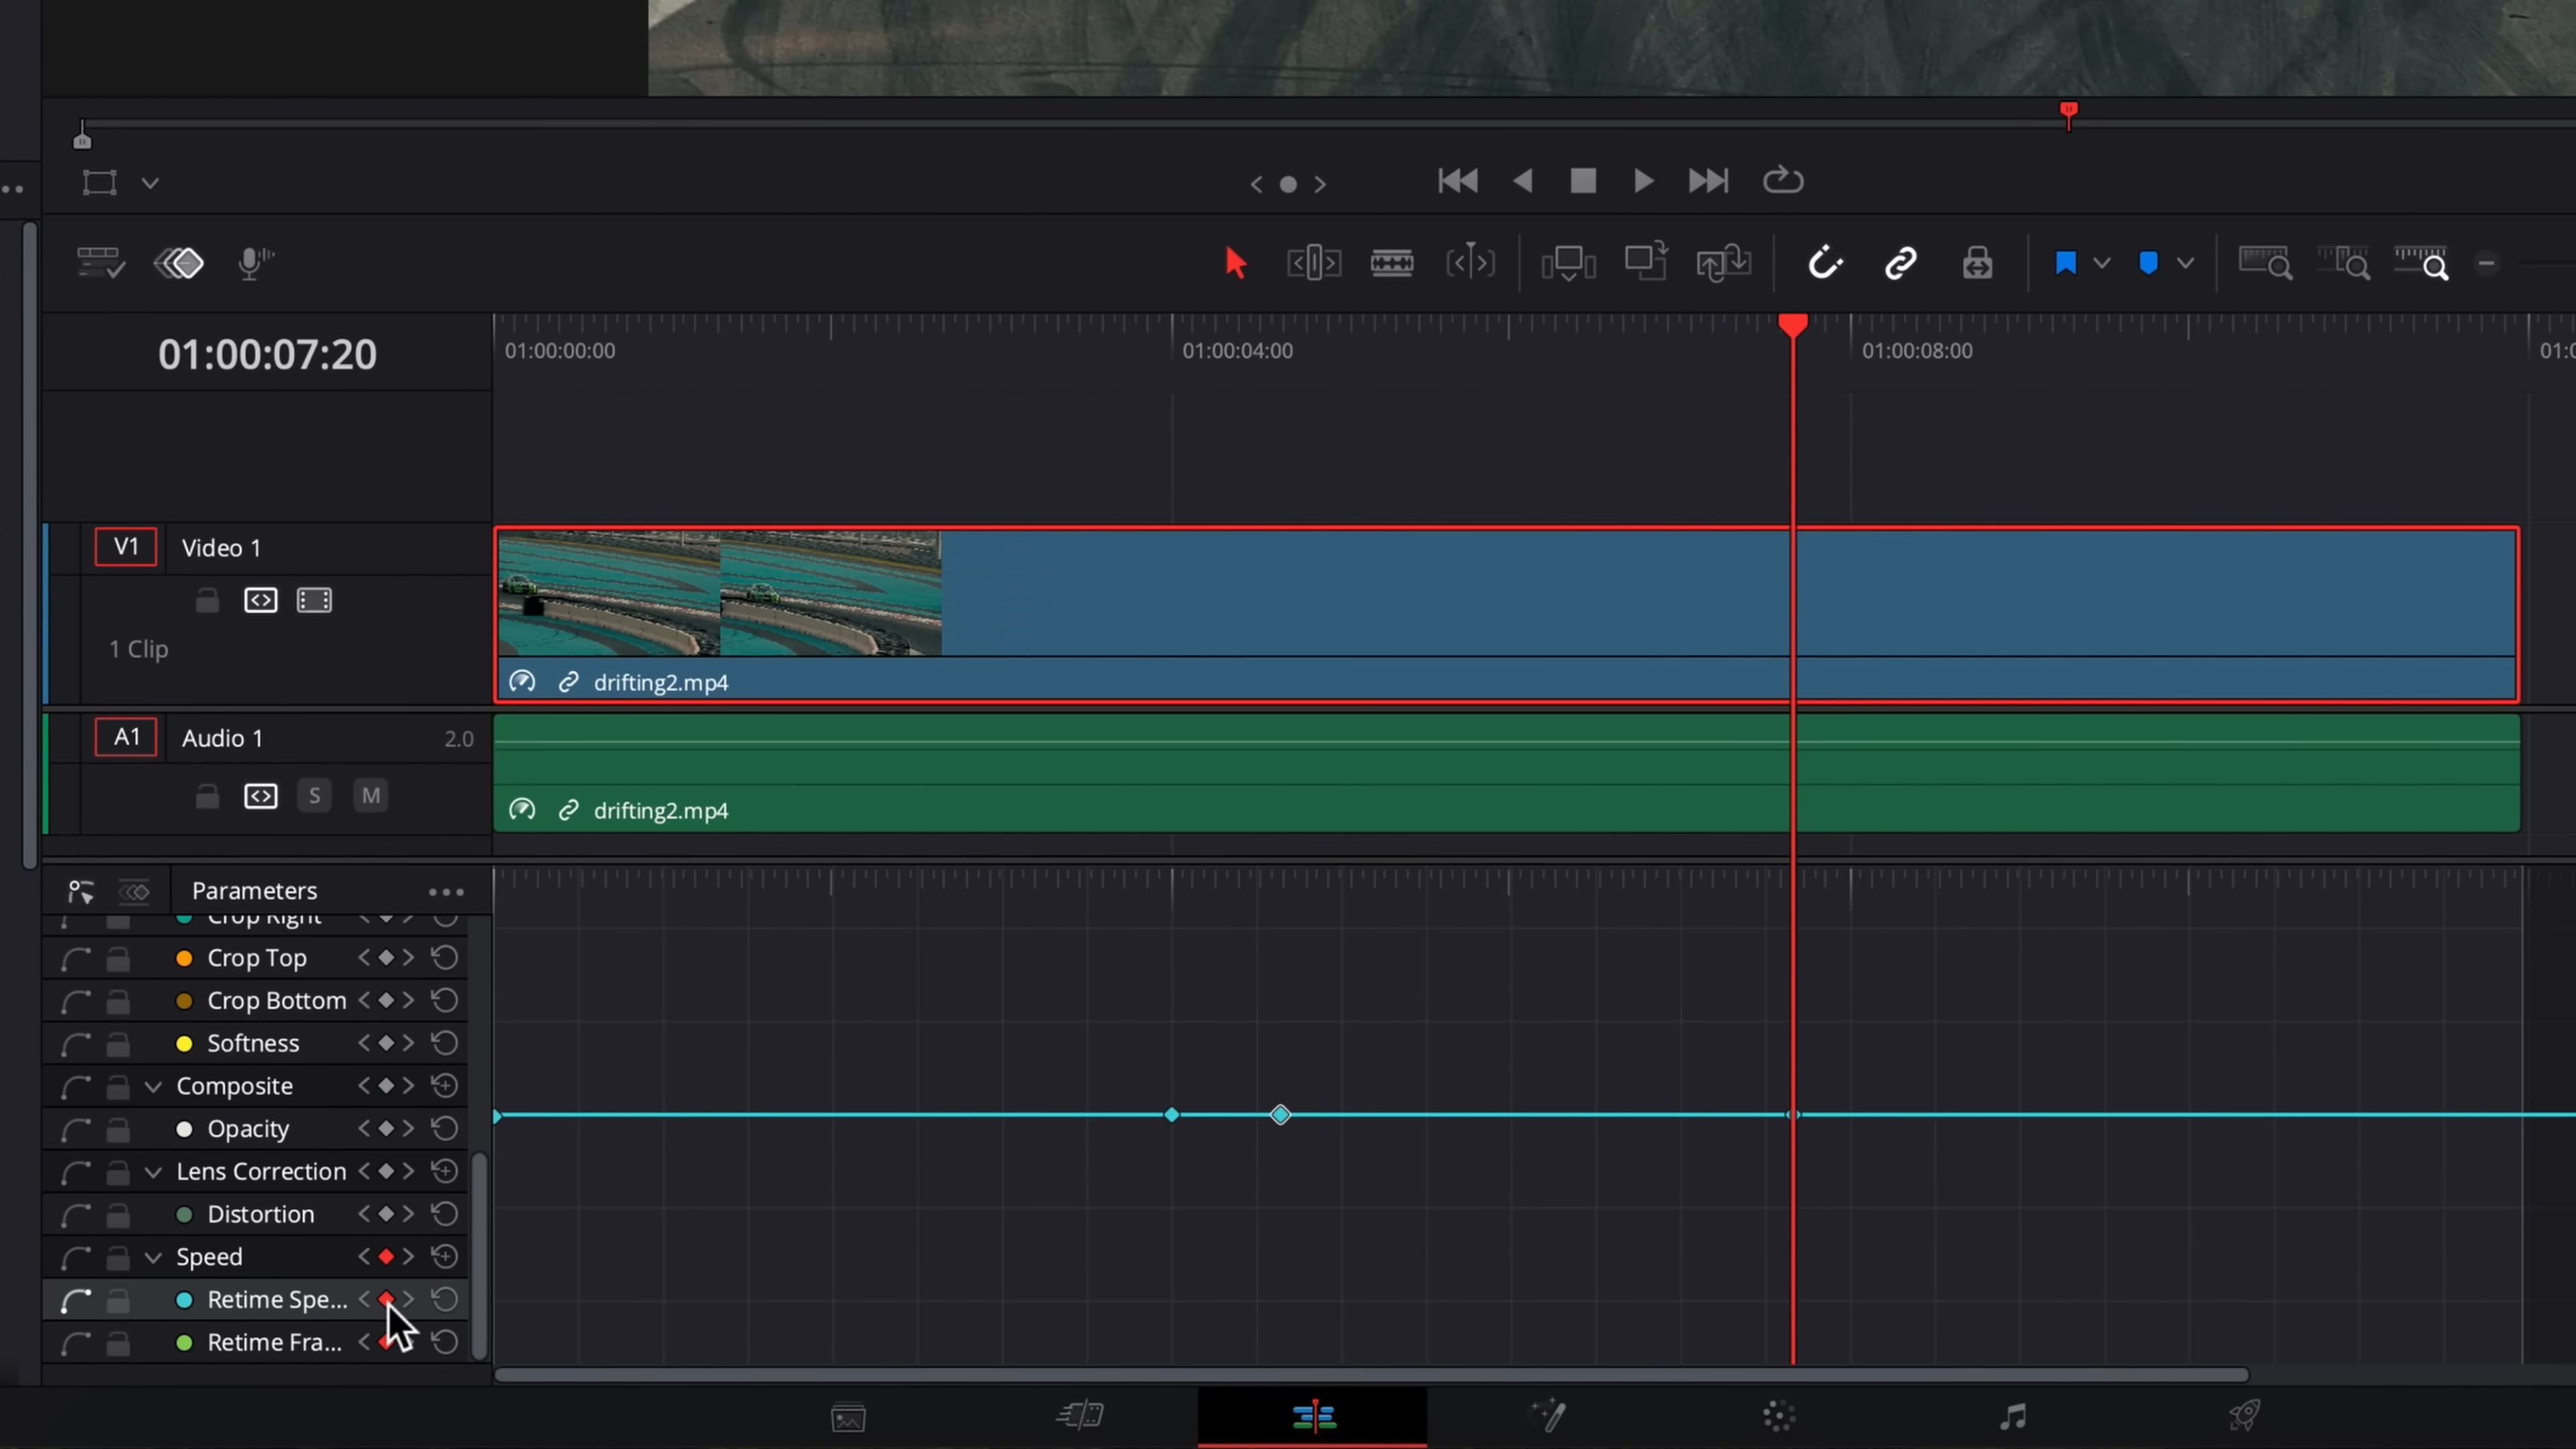 01:00:07:20
01:00:00:00
01:00:04:00
01:00:08:00
V1
Video 1
1 Clip
drifting2.mp4
A1
Audio 1
2.0
S
M
drifting2.mp4
Parameters
Crop Right
Crop Top
Crop Bottom
Softness
Composite
Opacity
Lens Correction
Distortion
Speed
Retime Spe...
Retime Fra...